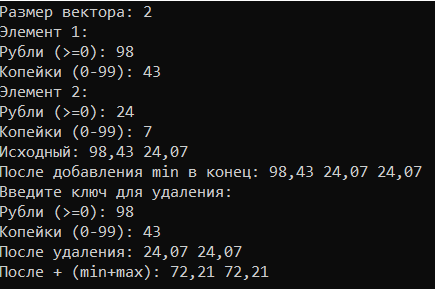 Размер вектора: 2
Элемент 1:
Рубли (>=0): 98
Копейки (0-99): 43
Элемент 2:
Рубли (>=0): 24
Копейки (0-99): 7
Исходный: 98,43 24,07
После добавления min в конец: 98,43 24,07 24,07
Введите ключ для удаления:
Рубли (>=0): 98
Копейки (0-99): 43
После удаления: 24,07 24,07
После + (min+max): 72,21 72,21